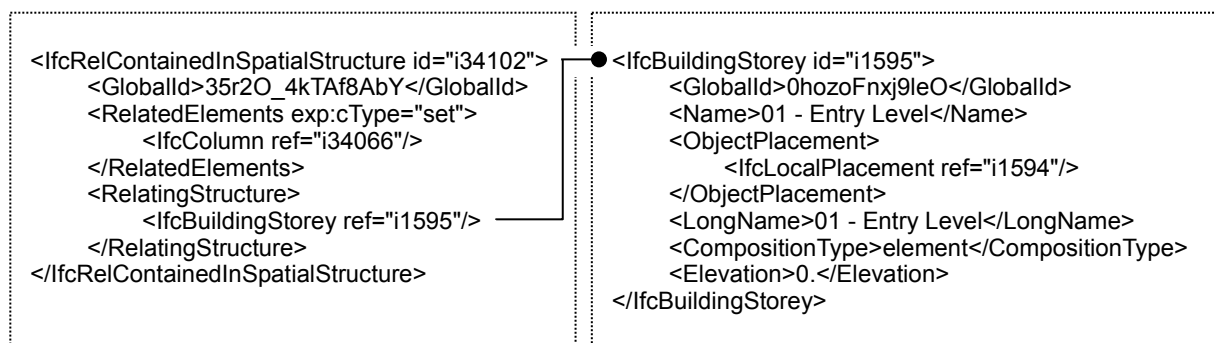 <IfcRelContainedInSpatialStructure id="i34102">
<GlobalId>35r2O_4kTAf8AbY</GlobalId>
<RelatedElements exp:cType="set">
<IfcColumn ref="i34066"/>
</RelatedElements>
<RelatingStructure>
<IfcBuildingStorey ref="i1595"/>
</RelatingStructure>
</IfcRelContainedInSpatialStructure>
<IfcBuildingStorey id="i1595">
<GlobalId>0hozoFnxj9leO</GlobalId>
<Name>01 - Entry Level</Name>
<ObjectPlacement>
<IfcLocalPlacement ref="i1594"/>
</ObjectPlacement>
<LongName>01 - Entry Level</LongName>
<CompositionType>element</CompositionType>
<Elevation>0.</Elevation>
</IfcBuildingStorey>